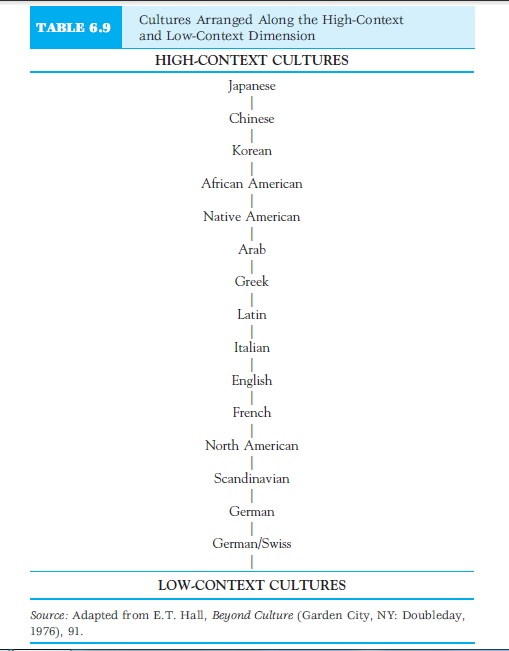 TABLE 6.9
Cultures Arranged Along the High-Context
and Low-Context Dimension
HIGH-CONTEXT CULTURES
Japanese
Chinese
Korean
African American
Native American
Arab
Greek
Latin
Italian
English
French
North American
Scandinavian
German
German/Swiss
LOW-CONTEXT CULTURES
Source: Adapted from E.T. Hall, Beyond Culture (Garden City, NY: Doubleday,
1976), 91.